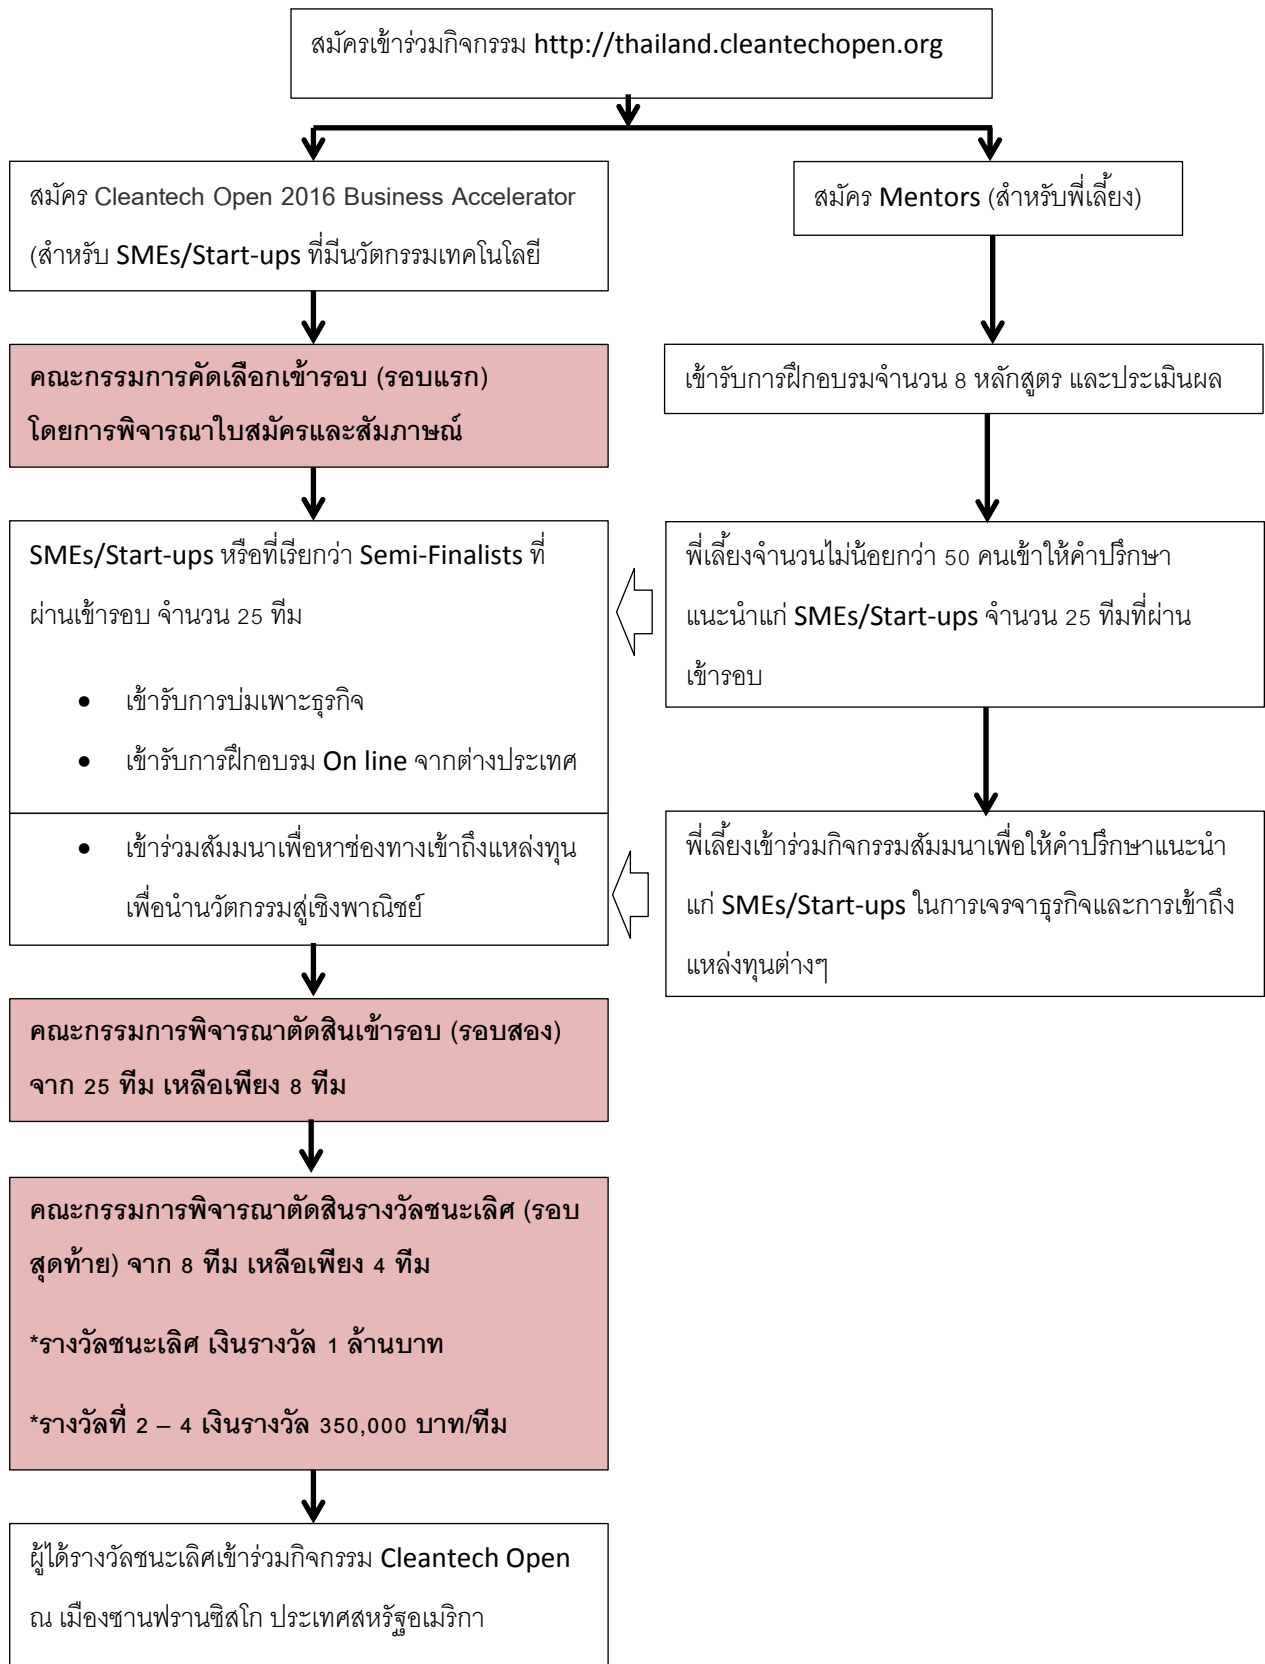 สมัครเข้าร่วมกิจกรรม http://thailand.cleantechopen.org
สมัคร Cleantech Open 2016 Business Accelerator
(สำหรับ SMEs/Start-ups ที่มีนวัตกรรมเทคโนโลยี
สมัคร Mentors (สำหรับพี่เลี้ยง)
คณะกรรมการคัดเลือกเข้ารอบ (รอบแรก)
โดยการพิจารณาใบสมัครและสัมภาษณ์
เข้ารับการฝึกอบรมจำนวน 8 หลักสูตร และประเมินผล
SMEs/Start-ups หรือที่เรียกว่า Semi-Finalists ที่
ผ่านเข้ารอบ จำนวน 25 ทีม
• เข้ารับการบ่มเพาะธุรกิจ
• เข้ารับการฝึกอบรม On line จากต่างประเทศ
พี่เลี้ยงจำนวนไม่น้อยกว่า 50 คนเข้าให้คำปรึกษา
แนะนำแก่ SMEs/Start-ups จำนวน 25 ทีมที่ผ่าน
เข้ารอบ
• เข้าร่วมสัมมนาเพื่อหาช่องทางเข้าถึงแหล่งทุน
เพื่อนำนวัตกรรมสู่เชิงพาณิชย์
พี่เลี้ยงเข้าร่วมกิจกรรมสัมมนาเพื่อให้คำปรึกษาแนะนำ
แก่ SMEs/Start-ups ในการเจรจาธุรกิจและการเข้าถึง
แหล่งทุนต่างๆ
คณะกรรมการพิจารณาตัดสินเข้ารอบ (รอบสอง)
จาก 25 ทีม เหลือเพียง 8 ทีม
คณะกรรมการพิจารณาตัดสินรางวัลชนะเลิศ (รอบ
สุดท้าย) จาก 8 ทีม เหลือเพียง 4 ทีม
*รางวัลชนะเลิศ เงินรางวัล 1 ล้านบาท
*รางวัลที่ 2 – 4 เงินรางวัล 350,000 บาท/ทีม
ผู้ได้รางวัลชนะเลิศเข้าร่วมกิจกรรม Cleantech Open
ณ เมืองซานฟรานซิสโก ประเทศสหรัฐอเมริกา